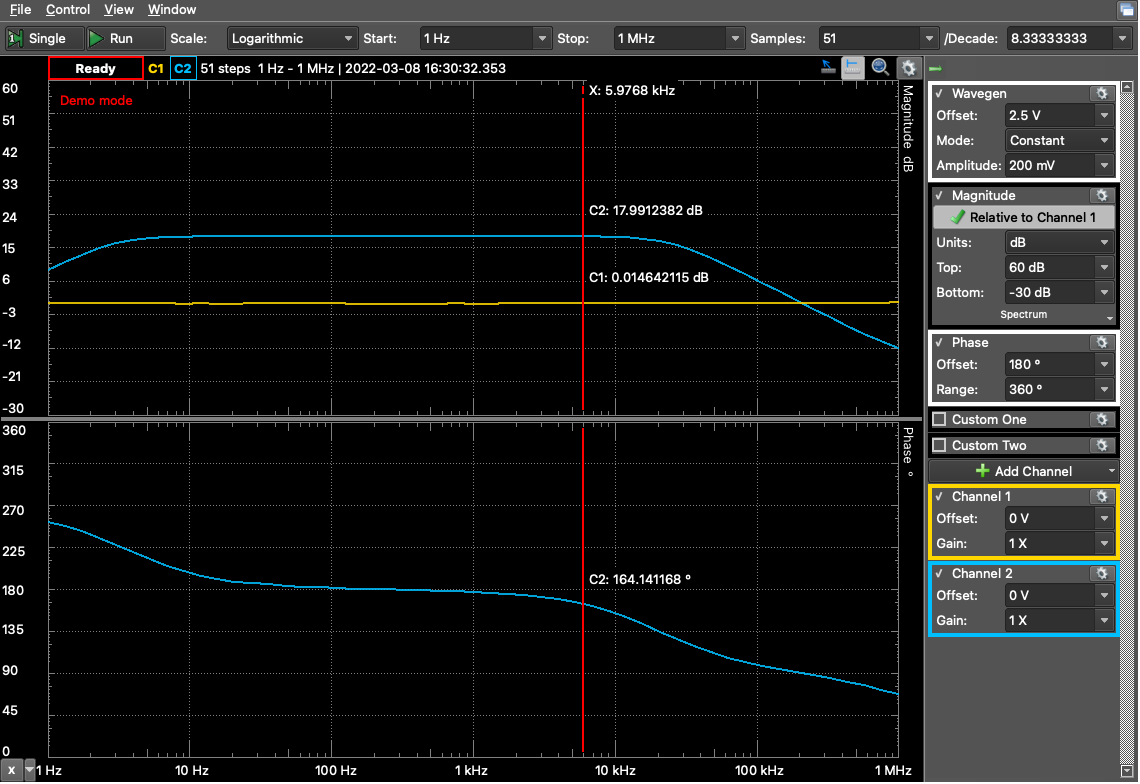 File Control View Window
Single Run Scale: Logarithmic Start: 1 Hz Stop: 1 MHz Samples: 51 /Decade: 8.33333333
Ready C1 C2 51 steps 1 Hz - 1 MHz | 2022-03-08 16:30:32.353
Demo mode
X: 5.9768 kHz
C2: 17.9912382 dB
C1: 0.014642115 dB
60
51
42
33
24
15
6
-3
-12
-21
-30
Magnitude dB
360
315
270
225
180
135
90
45
0
C2: 164.141168 °
Phase °
X 1 Hz 10 Hz 100 Hz 1 kHz 10 kHz 100 kHz 1 MHz
Wavegen
Offset: 2.5 V
Mode: Constant
Amplitude: 200 mV
Magnitude
Relative to Channel 1
Units: dB
Top: 60 dB
Bottom: -30 dB
Spectrum
Phase
Offset: 180 °
Range: 360 °
Custom One
Custom Two
Add Channel
Channel 1
Offset: 0 V
Gain: 1 X
Channel 2
Offset: 0 V
Gain: 1 X